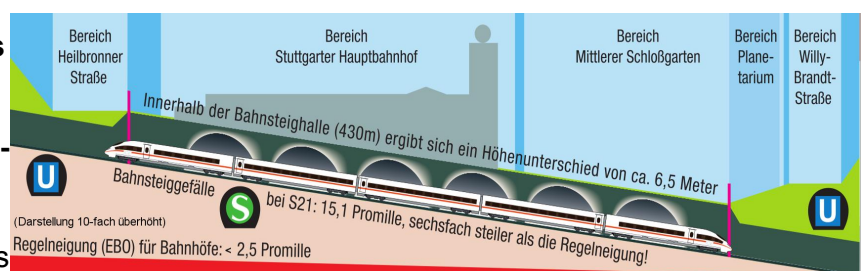 Bereich
Heilbronner
Straße
Bereich
Stuttgarter Hauptbahnhof
Bereich
Mittlerer Schloßgarten
Bereich
Plane-
tarium
Bereich
Willy-
Brandt-
Straße
s
-
s
Innerhalb der Bahnsteighalle (430m) ergibt sich ein Höhenunterschied von ca. 6,5 Meter
U
Bahnsteiggefälle
S
bei S21: 15,1 Promille, sechsfach steiler als die Regelneigung!
U
(Darstellung 10-fach überhöht)
Regelneigung (EBO) für Bahnhöfe: < 2,5 Promille